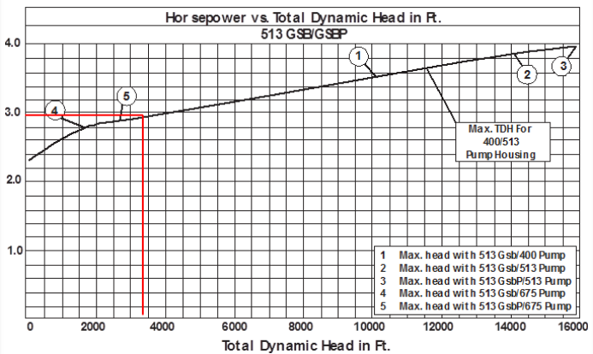 Hor sepower vs. Total Dynamic Head in Ft.
513 GSB/GSBP
4.0
3.0
2.0
1.0
1
2
3
4
5
Max. TDH For
400/513
Pump Housing
1 Max. head with 513 Gsb/400 Pump
2 Max. head with 513 Gsb/513 Pump
3 Max. head with 513 GsbP/513 Pump
4 Max. head with 513 Gsb/675 Pump
5 Max. head with 513 GsbP/675 Pump
0 2000 4000 6000 8000 10000 12000 14000 16000
Total Dynamic Head in Ft.